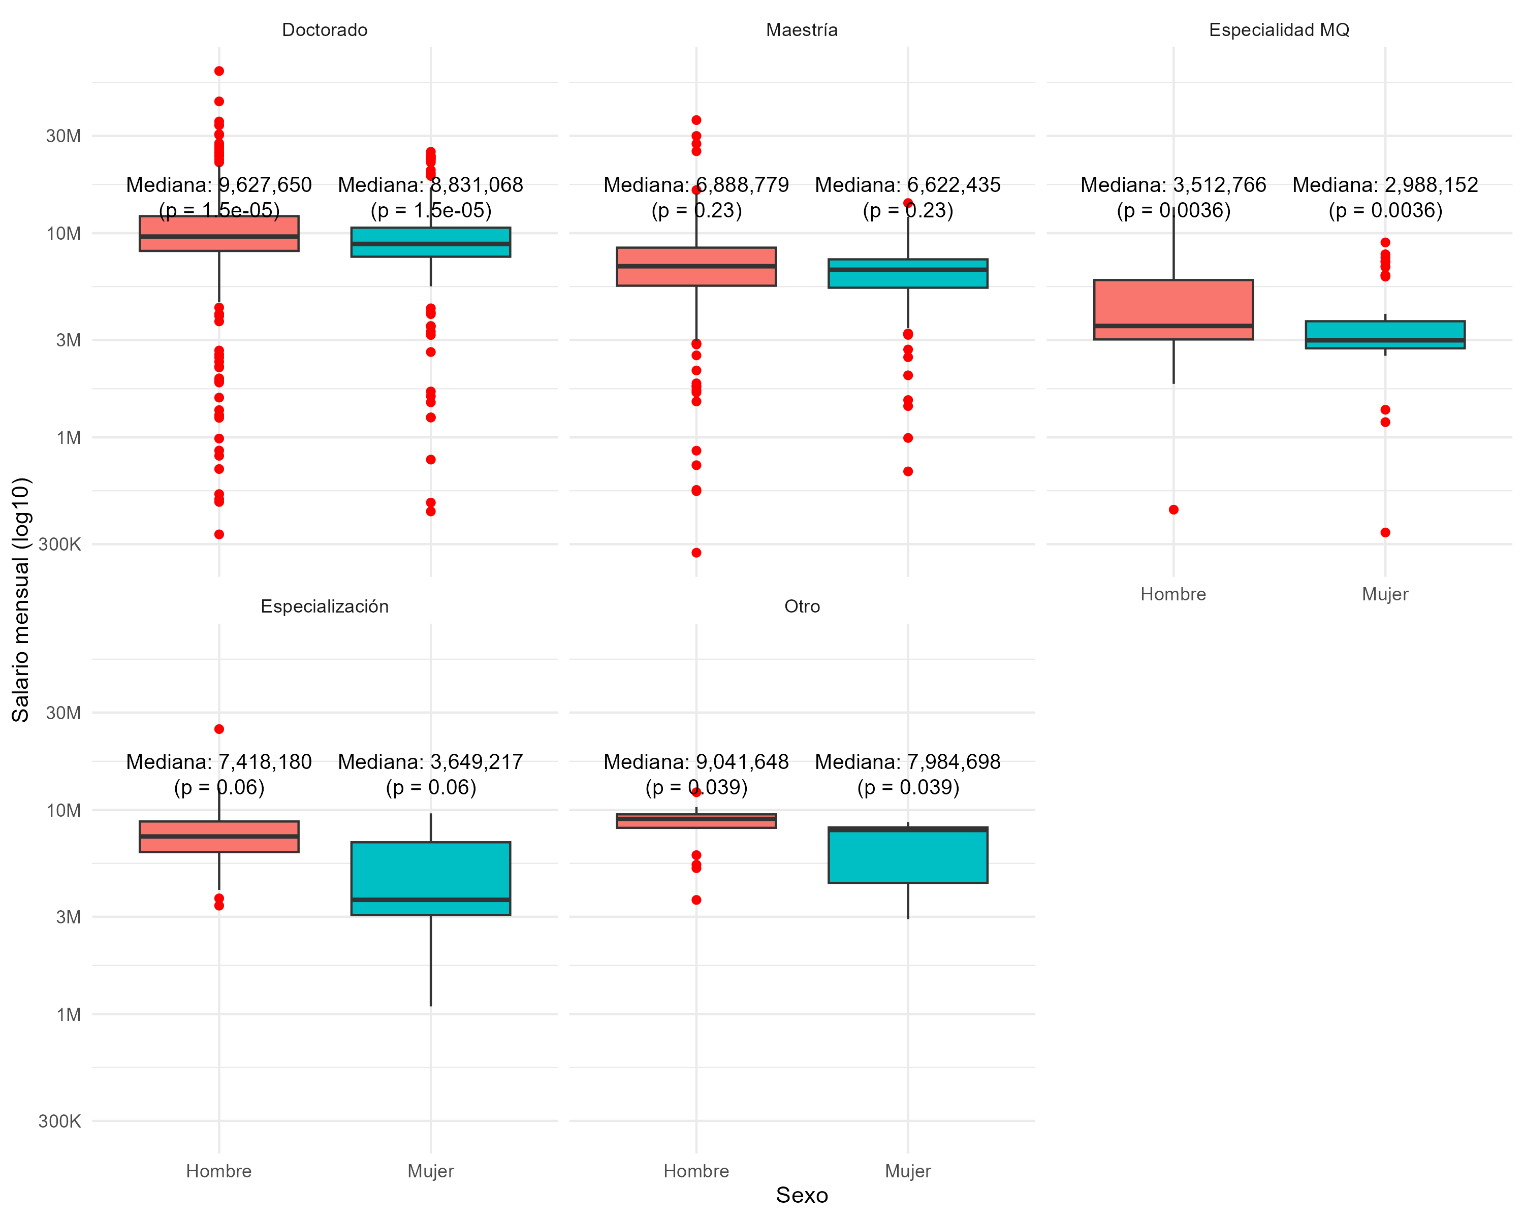 Doctorado
Maestría
Especialidad MQ
30M
10M
3M
1M
300K
Mediana: 9,627,650
(p = 1.5e-05)
Mediana: 8,831,068
(p = 1.5e-05)
Mediana: 6,888,779
(p = 0.23)
Mediana: 6,622,435
(p = 0.23)
Mediana: 3,512,766
(p = 0.0036)
Mediana: 2,988,152
(p = 0.0036)
Hombre
Mujer
Salario mensual (log10)
Especialización
Otro
30M
10M
3M
1M
300K
Mediana: 7,418,180
(p = 0.06)
Mediana: 3,649,217
(p = 0.06)
Mediana: 9,041,648
(p = 0.039)
Mediana: 7,984,698
(p = 0.039)
Hombre
Mujer
Hombre
Mujer
Sexo